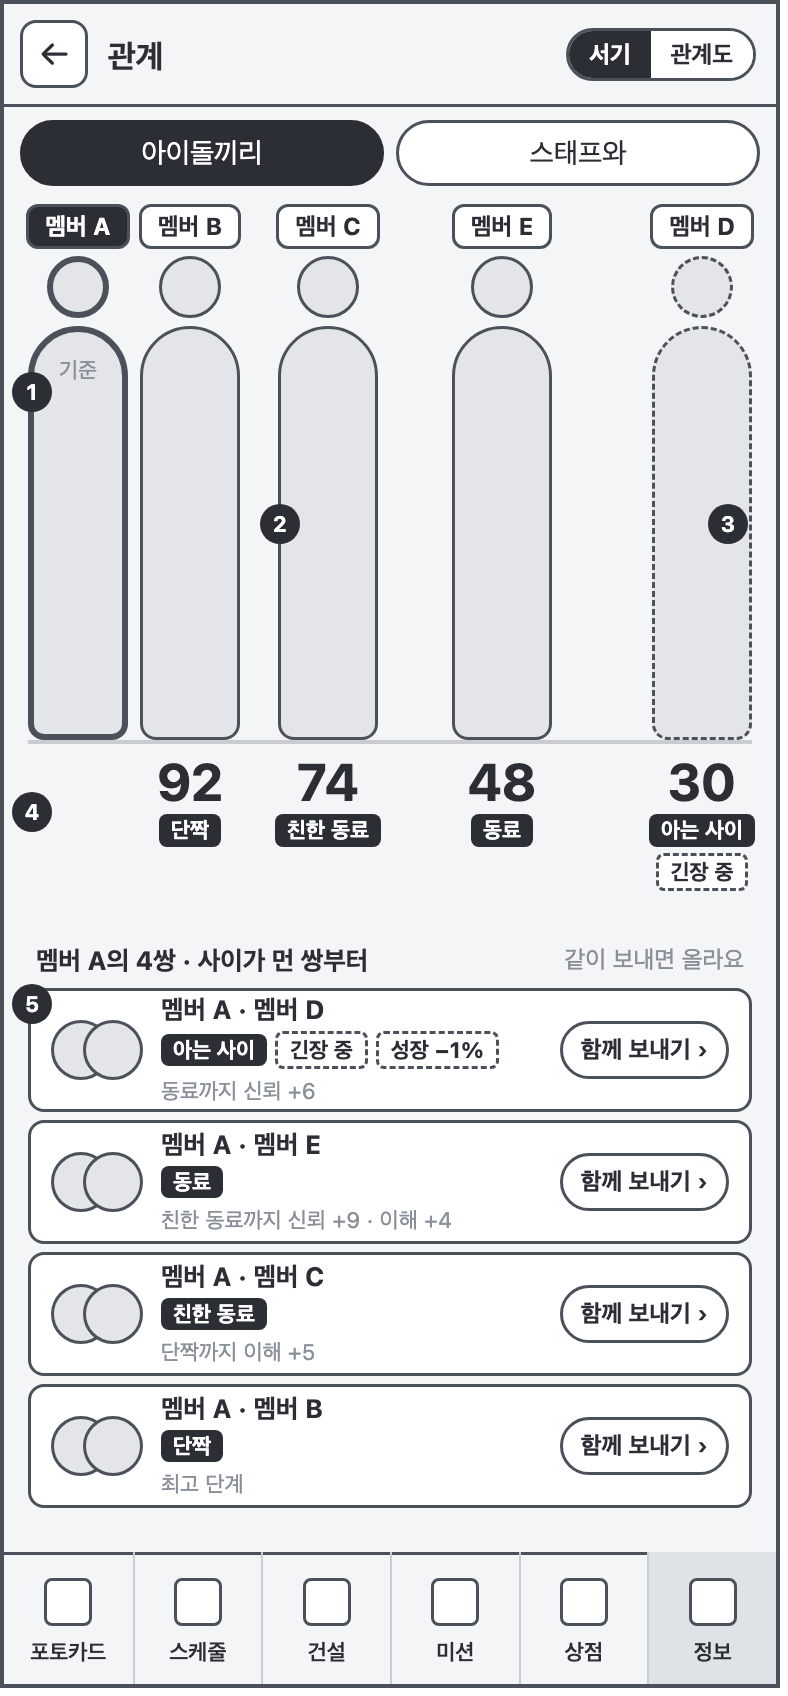 관계
서기 관계도
아이돌끼리 스태프와
멤버 A 멤버 B 멤버 C 멤버 E 멤버 D
기준
1
2
3
92 74 48 30
4
단짝 친한 동료 동료 아는 사이
긴장 중
멤버 A의 4쌍 · 사이가 먼 쌍부터 같이 보내면 올라요
5
멤버 A · 멤버 D
아는 사이 긴장 중 성장 −1%
함께 보내기 ›
동료까지 신뢰 +6
멤버 A · 멤버 E
동료
함께 보내기 ›
친한 동료까지 신뢰 +9 · 이해 +4
멤버 A · 멤버 C
친한 동료
함께 보내기 ›
단짝까지 이해 +5
멤버 A · 멤버 B
단짝
함께 보내기 ›
최고 단계
포토카드 스케줄 건설 미션 상점 정보